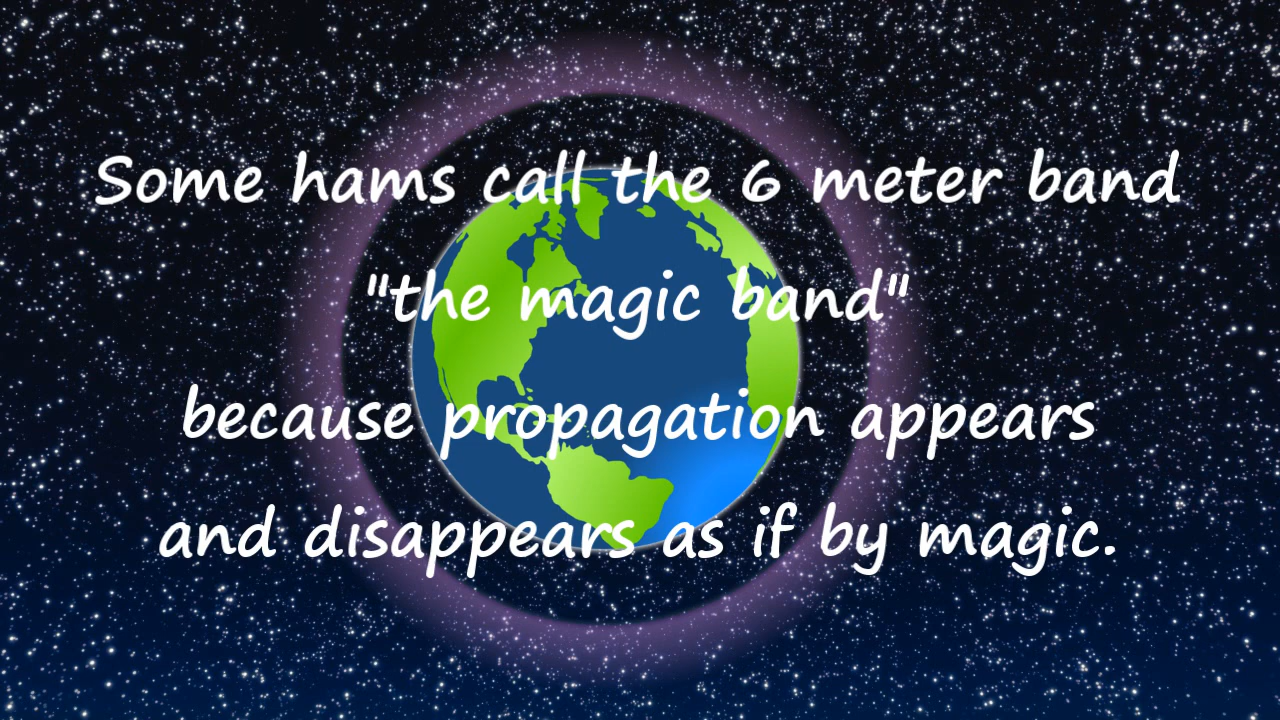 Some hams call the 6 meter band
"the magic band"
because propagation appears
and disappears as if by magic.